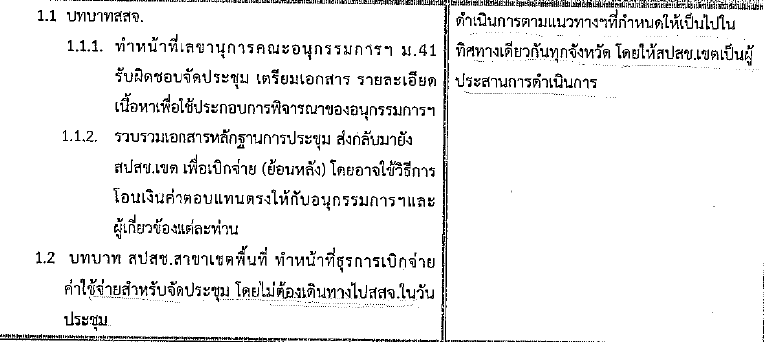 1.1 บทบาทสสจ.
1.1.1. ทำหน้าที่เลขานุการคณะอนุกรรมการฯ ม.41
รับผิดชอบจัดประชุม เตรียมเอกสาร รายละเอียด
เนื้อหาเพื่อใช้ประกอบการพิจารณาของอนุกรรมการฯ
1.1.2. รวบรวมเอกสารหลักฐานการประชุม ส่งกลับมายัง
สปสช.เขต เพื่อเบิกจ่าย (ย้อนหลัง) โดยอาจใช้วิธีการ
โอนเงินค่าตอบแทนตรงให้กับอนุกรรมการฯและ
ผู้เกี่ยวข้องแต่ละท่าน
1.2 บทบาท สปสช.สาขาเขตพื้นที่ ทำหน้าที่ธุรการเบิกจ่าย
ค่าใช้จ่ายสำหรับจัดประชุม โดยไม่ต้องเดินทางไปสสจ.ในวัน
ประชุม
ดำเนินการตามแนวทางฯที่กำหนดให้เป็นไปใน
ทิศทางเดียวกันทุกจังหวัด โดยให้สปสช.เขตเป็นผู้
ประสานการดำเนินการ